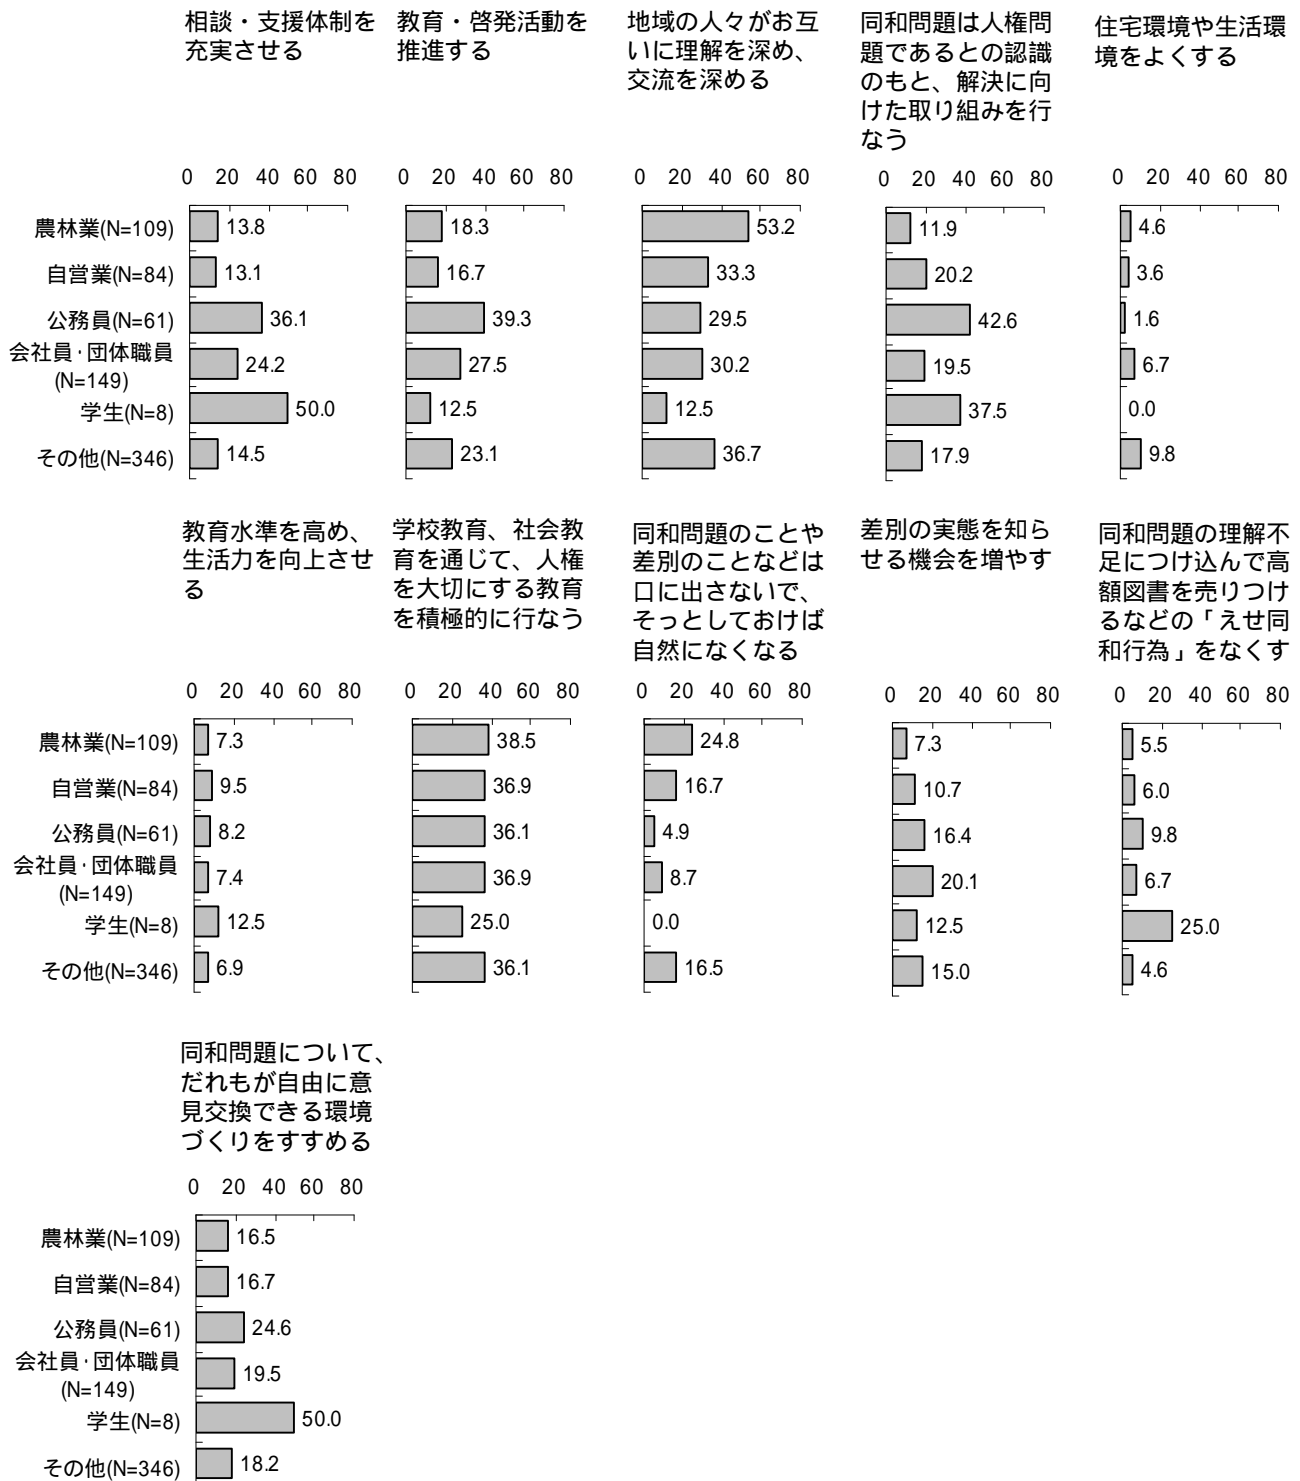 相談・支援体制を
充実させる
教育・啓発活動を
推進する
地域の人々がお互
いに理解を深め、
交流を深める
同和問題は人権問
題であるとの認識
のもと、解決に向
けた取り組みを行
なう
住宅環境や生活環
境をよくする
0 20 40 60 80
0 20 40 60 80
0 20 40 60 80
0 20 40 60 80
0 20 40 60 80
農林業(N=109) 13.8 18.3 53.2 11.9 4.6
自営業(N=84) 13.1 16.7 33.3 20.2 3.6
公務員(N=61) 36.1 39.3 29.5 42.6 1.6
会社員・団体職員
(N=149) 24.2 27.5 30.2 19.5 6.7
学生(N=8) 50.0 12.5 12.5 37.5 0.0
その他(N=346) 14.5 23.1 36.7 17.9 9.8
教育水準を高め、
生活力を向上させ
る
学校教育、社会教
育を通じて、人権
を大切にする教育
を積極的に行なう
同和問題のことや
差別のことなどは
口に出さないで、
そっとしておけば
自然になくなる
差別の実態を知ら
せる機会を増やす
同和問題の理解不
足につけ込んで高
額図書を売りつけ
るなどの「えせ同
和行為」をなくす
0 20 40 60 80
0 20 40 60 80
0 20 40 60 80
0 20 40 60 80
0 20 40 60 80
農林業(N=109) 7.3 38.5 24.8 7.3 5.5
自営業(N=84) 9.5 36.9 16.7 10.7 6.0
公務員(N=61) 8.2 36.1 4.9 16.4 9.8
会社員・団体職員
(N=149) 7.4 36.9 8.7 20.1 6.7
学生(N=8) 12.5 25.0 0.0 12.5 25.0
その他(N=346) 6.9 36.1 16.5 15.0 4.6
同和問題について、
だれもが自由に意
見交換できる環境
づくりをすすめる
0 20 40 60 80
農林業(N=109) 16.5
自営業(N=84) 16.7
公務員(N=61) 24.6
会社員・団体職員
(N=149) 19.5
学生(N=8) 50.0
その他(N=346) 18.2